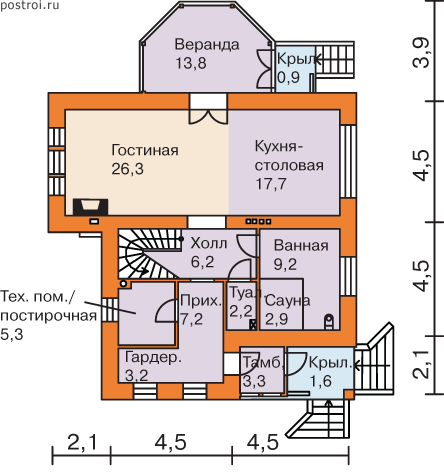 postroi.ru
Веранда
13,8
Крыл.
0,9
3,9
Гостиная
26,3
Кухня-
столовая
17,7
4,5
Холл
6,2
Ванная
9,2
4,5
Тех. пом./
постирочная
5,3
Прих.
7,2
Туал.
2,2
Сауна
2,9
Гардер.
3,2
Тамб.
3,3
Крыл.
1,6
2,1
2,1
4,5
4,5